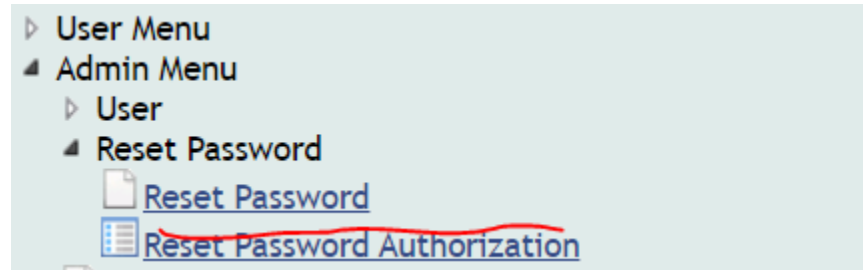 User Menu
Admin Menu
User
Reset Password
Reset Password
Reset Password Authorization